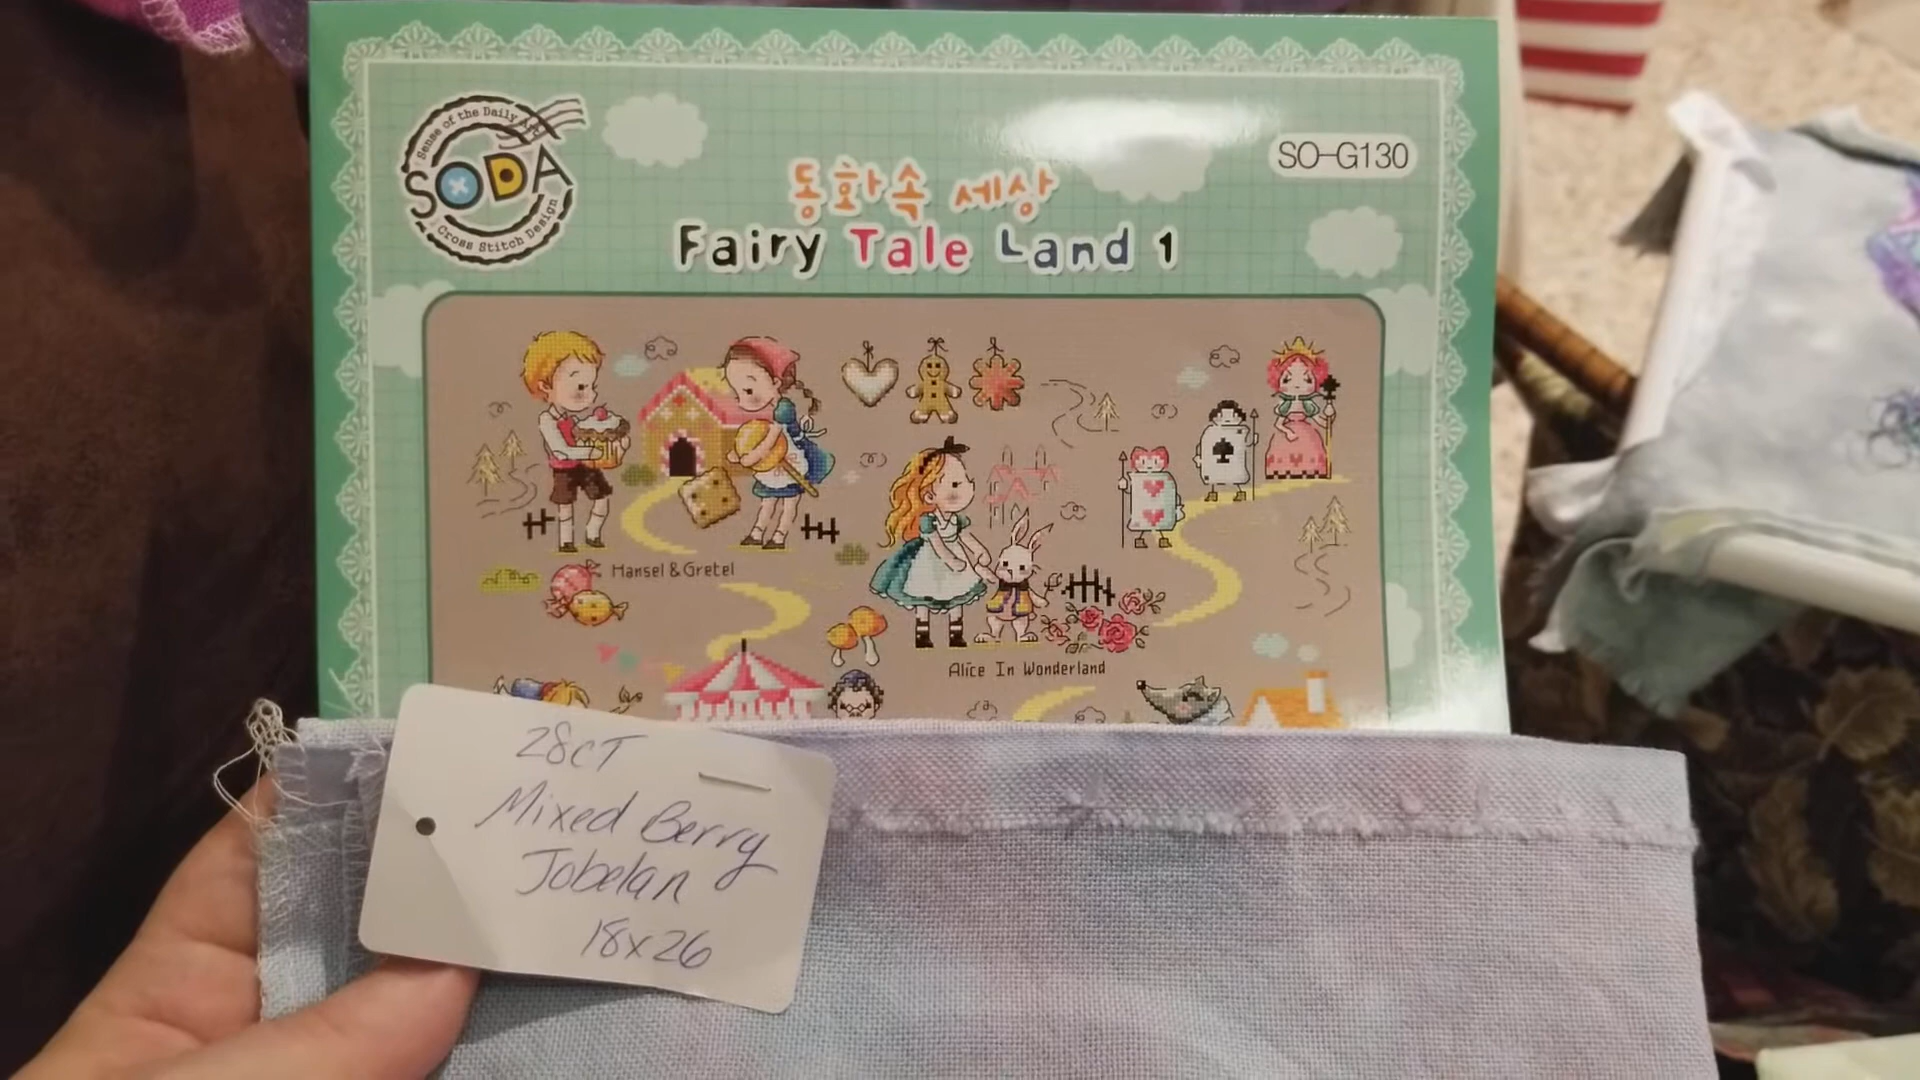 Sense of the Daily Art
SODA
Cross Stitch Design
SO-G130
동화속 세상
Fairy Tale Land 1
Hansel & Gretel
Alice In Wonderland
28CT
Mixed Berry
Jobelan
18x26